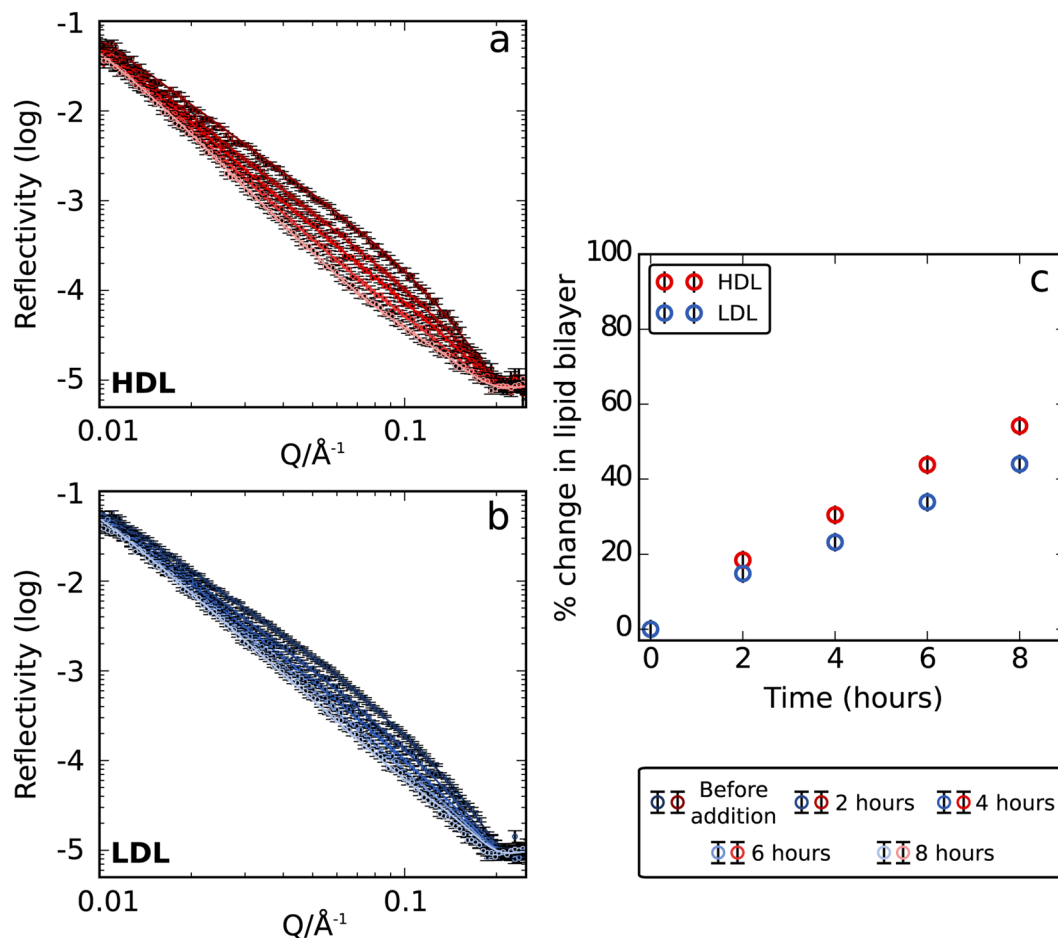 a
-1
-2
-3
-4
-5
Reflectivity (log)
HDL
0.01
0.1
Q/Å⁻¹
b
-1
-2
-3
-4
-5
Reflectivity (log)
LDL
0.01
0.1
Q/Å⁻¹
c
100
80
60
40
20
0
% change in lipid bilayer
HDL
LDL
0 2 4 6 8
Time (hours)
Before
addition
2 hours
4 hours
6 hours
8 hours